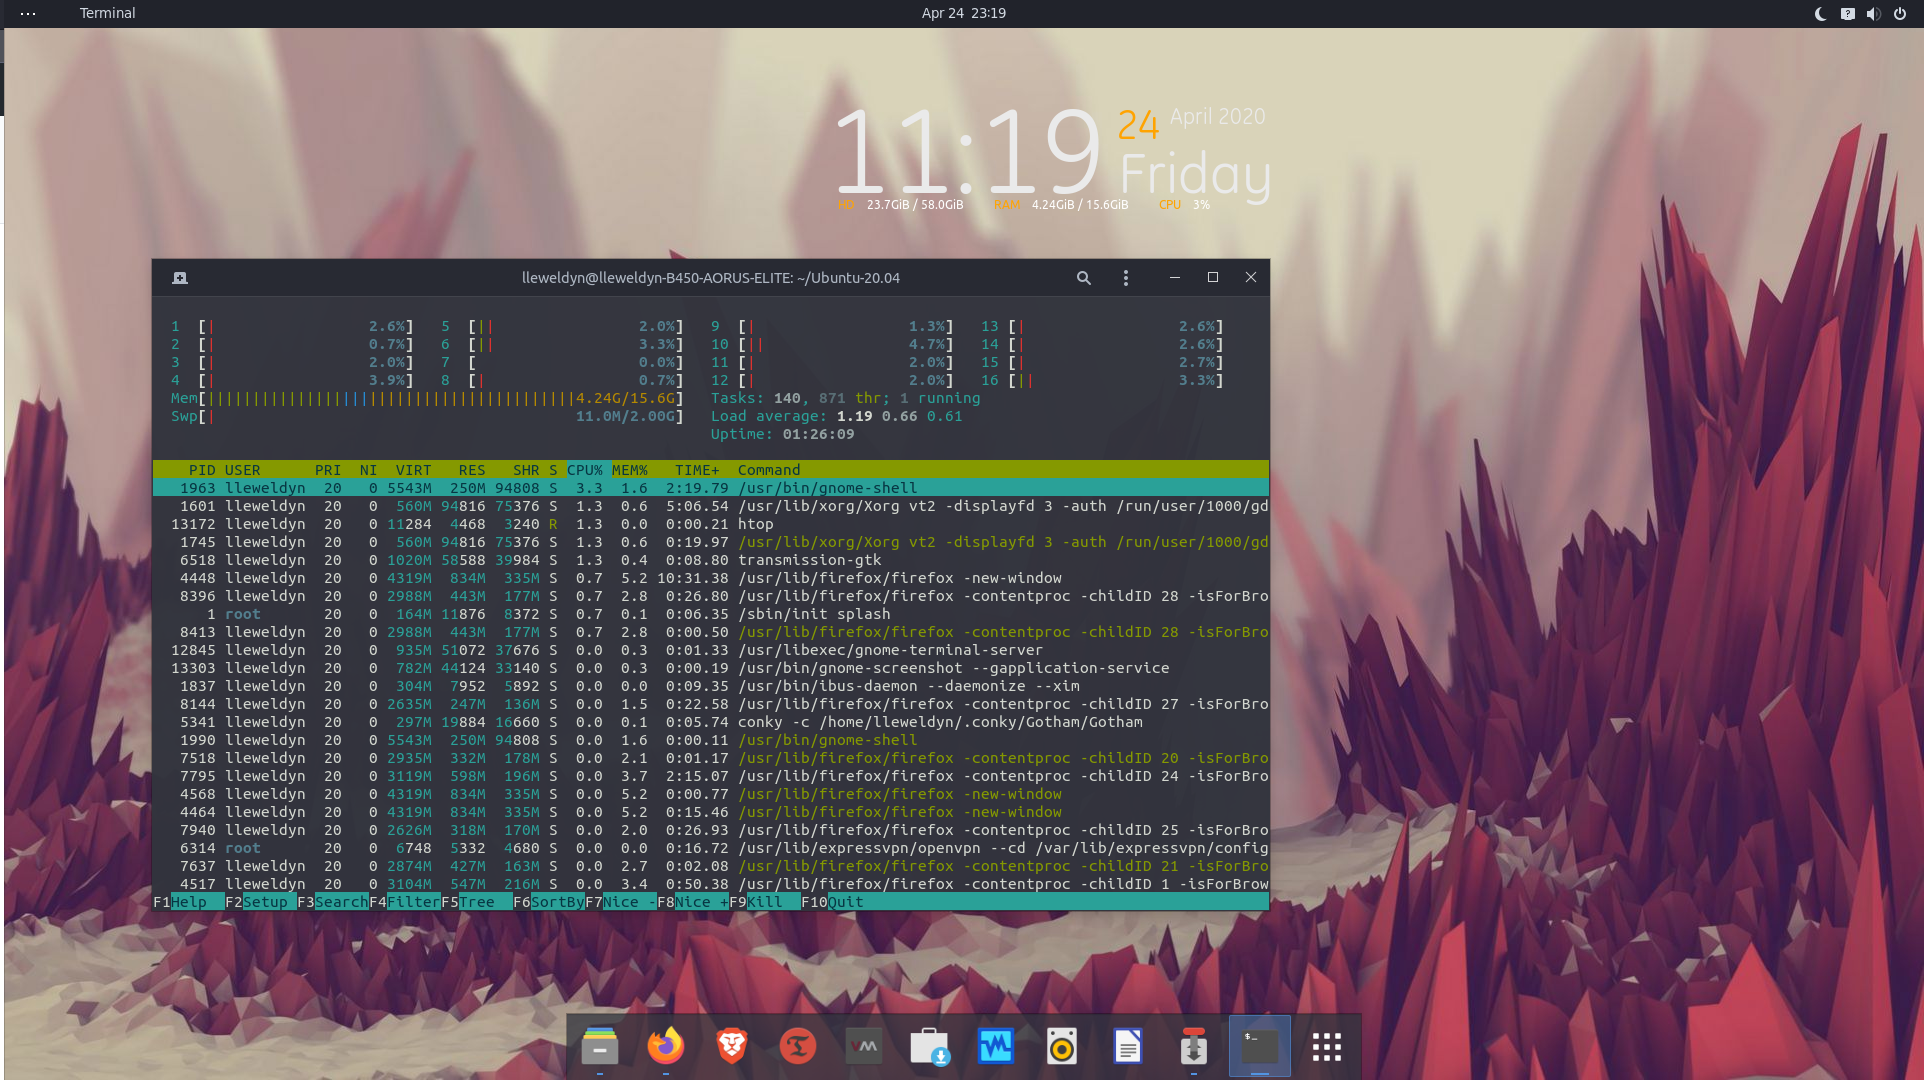 Terminal
Apr 24 23:19
11:19 24 April 2020
Friday
HD 23.7GiB / 58.0GiB RAM 4.24GiB / 15.6GiB CPU 3%
lleweldyn@lleweldyn-B450-AORUS-ELITE: ~/Ubuntu-20.04
1 [| 2.6%] 5 [|| 2.0%] 9 [| 1.3%] 13 [| 2.6%]
2 [| 0.7%] 6 [|| 3.3%] 10 [|| 4.7%] 14 [| 2.6%]
3 [| 2.0%] 7 [ 0.0%] 11 [| 2.0%] 15 [| 2.7%]
4 [| 3.9%] 8 [| 0.7%] 12 [| 2.0%] 16 [|| 3.3%]
Mem[|||||||||||||||||||||||||||||||||||||||||4.24G/15.6G] Tasks: 140, 871 thr; 1 running
Swp[| 11.0M/2.00G] Load average: 1.19 0.66 0.61
Uptime: 01:26:09
PID USER PRI NI VIRT RES SHR S CPU% MEM% TIME+ Command
1963 lleweldyn 20 0 5543M 250M 94808 S 3.3 1.6 2:19.79 /usr/bin/gnome-shell
1601 lleweldyn 20 0 560M 94816 75376 S 1.3 0.6 5:06.54 /usr/lib/xorg/Xorg vt2 -displayfd 3 -auth /run/user/1000/gd
13172 lleweldyn 20 0 11284 4468 3240 R 1.3 0.0 0:00.21 htop
1745 lleweldyn 20 0 560M 94816 75376 S 1.3 0.6 0:19.97 /usr/lib/xorg/Xorg vt2 -displayfd 3 -auth /run/user/1000/gd
6518 lleweldyn 20 0 1020M 58588 39984 S 1.3 0.4 0:08.80 transmission-gtk
4448 lleweldyn 20 0 4319M 834M 335M S 0.7 5.2 10:31.38 /usr/lib/firefox/firefox -new-window
8396 lleweldyn 20 0 2988M 443M 177M S 0.7 2.8 0:26.80 /usr/lib/firefox/firefox -contentproc -childID 28 -isForBro
1 root 20 0 164M 11876 8372 S 0.7 0.1 0:06.35 /sbin/init splash
8413 lleweldyn 20 0 2988M 443M 177M S 0.7 2.8 0:00.50 /usr/lib/firefox/firefox -contentproc -childID 28 -isForBro
12845 lleweldyn 20 0 935M 51072 37676 S 0.0 0.3 0:01.33 /usr/libexec/gnome-terminal-server
13303 lleweldyn 20 0 782M 44124 33140 S 0.0 0.3 0:00.19 /usr/bin/gnome-screenshot --gapplication-service
1837 lleweldyn 20 0 304M 7952 5892 S 0.0 0.0 0:09.35 /usr/bin/ibus-daemon --daemonize --xim
8144 lleweldyn 20 0 2635M 247M 136M S 0.0 1.5 0:22.58 /usr/lib/firefox/firefox -contentproc -childID 27 -isForBro
5341 lleweldyn 20 0 297M 19884 16660 S 0.0 0.1 0:05.74 conky -c /home/lleweldyn/.conky/Gotham/Gotham
1990 lleweldyn 20 0 5543M 250M 94808 S 0.0 1.6 0:00.11 /usr/bin/gnome-shell
7518 lleweldyn 20 0 2935M 332M 178M S 0.0 2.1 0:01.17 /usr/lib/firefox/firefox -contentproc -childID 20 -isForBro
7795 lleweldyn 20 0 3119M 598M 196M S 0.0 3.7 2:15.07 /usr/lib/firefox/firefox -contentproc -childID 24 -isForBro
4568 lleweldyn 20 0 4319M 834M 335M S 0.0 5.2 0:00.77 /usr/lib/firefox/firefox -new-window
4464 lleweldyn 20 0 4319M 834M 335M S 0.0 5.2 0:15.46 /usr/lib/firefox/firefox -new-window
7940 lleweldyn 20 0 2626M 318M 170M S 0.0 2.0 0:26.93 /usr/lib/firefox/firefox -contentproc -childID 25 -isForBro
6314 root 20 0 6748 5332 4680 S 0.0 0.0 0:16.72 /usr/lib/expressvpn/openvpn --cd /var/lib/expressvpn/config
7637 lleweldyn 20 0 2874M 427M 163M S 0.0 2.7 0:02.08 /usr/lib/firefox/firefox -contentproc -childID 21 -isForBro
4517 lleweldyn 20 0 3104M 547M 216M S 0.0 3.4 0:50.38 /usr/lib/firefox/firefox -contentproc -childID 1 -isForBrow
F1Help F2Setup F3SearchF4FilterF5Tree F6SortByF7Nice -F8Nice +F9Kill F10Quit
VM
$_